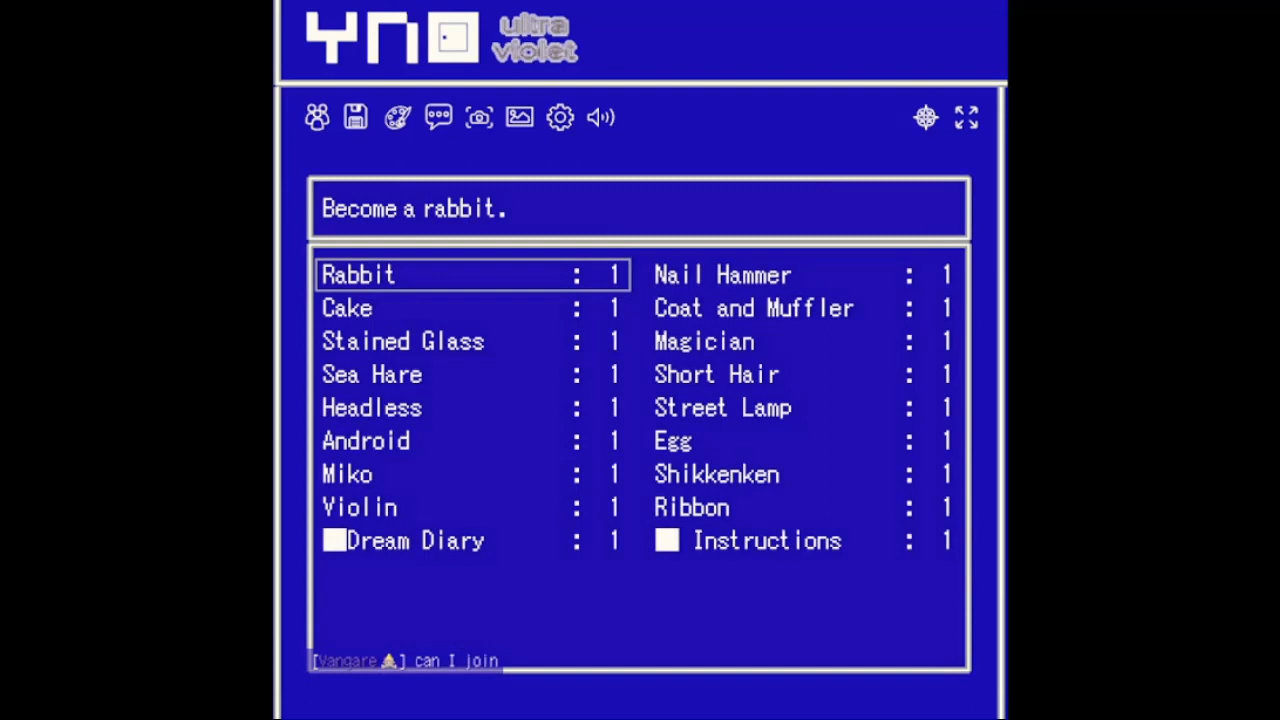 YNO ultra violet
Become a rabbit.
Rabbit : 1 Nail Hammer : 1
Cake : 1 Coat and Muffler : 1
Stained Glass : 1 Magician : 1
Sea Hare : 1 Short Hair : 1
Headless : 1 Street Lamp : 1
Android : 1 Egg : 1
Miko : 1 Shikkenken : 1
Violin : 1 Ribbon : 1
Dream Diary : 1 Instructions : 1
[Vangare] can I join